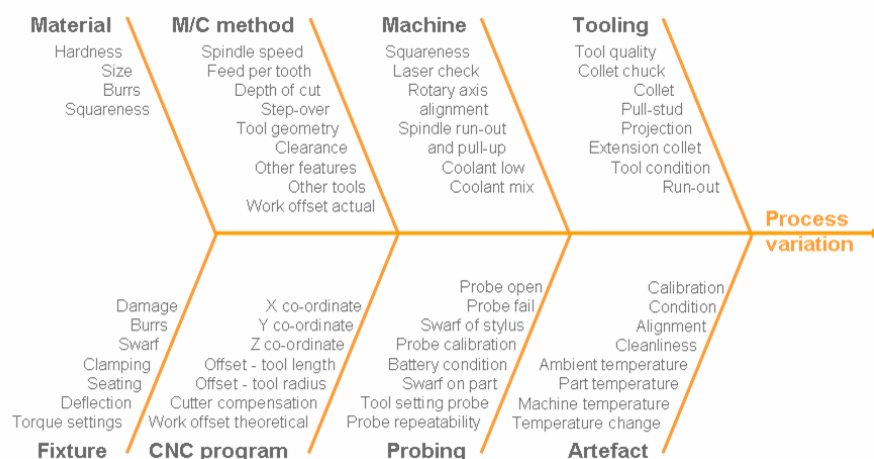 Material
Hardness
Size
Burrs
Squareness
M/C method
Spindle speed
Feed per tooth
Depth of cut
Step-over
Tool geometry
Clearance
Other features
Other tools
Work offset actual
Machine
Squareness
Laser check
Rotary axis
alignment
Spindle run-out
and pull-up
Coolant low
Coolant mix
Tooling
Tool quality
Collet chuck
Collet
Pull-stud
Projection
Extension collet
Tool condition
Run-out
Process
variation
Damage
Burrs
Swarf
Clamping
Seating
Deflection
Torque settings
Fixture
X co-ordinate
Y co-ordinate
Z co-ordinate
Offset - tool length
Offset - tool radius
Cutter compensation
Work offset theoretical
CNC program
Probe open
Probe fail
Swarf of stylus
Probe calibration
Battery condition
Swarf on part
Tool setting probe
Probe repeatability
Probing
Calibration
Condition
Alignment
Cleanliness
Ambient temperature
Part temperature
Machine temperature
Temperature change
Artefact